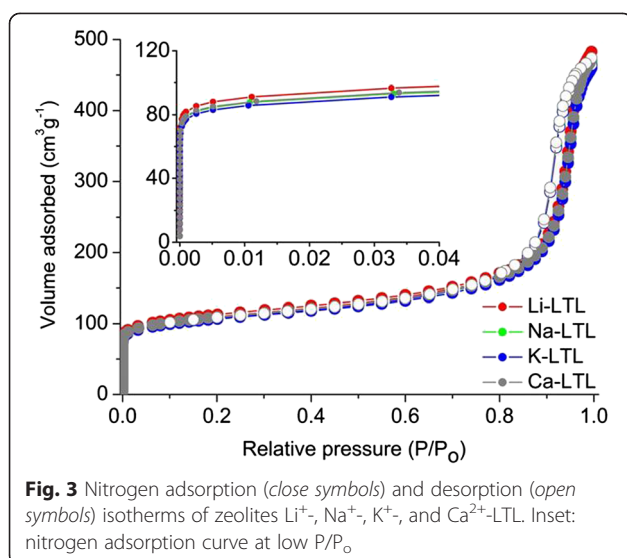 500
400
300
200
100
0
Volume adsorbed (cm³g⁻¹)
120
80
40
0
0.00 0.01 0.02 0.03 0.04
Li-LTL
Na-LTL
K-LTL
Ca-LTL
0.0 0.2 0.4 0.6 0.8 1.0
Relative pressure (P/P₀)
Fig. 3 Nitrogen adsorption (close symbols) and desorption (open
symbols) isotherms of zeolites Li⁺-, Na⁺-, K⁺-, and Ca²⁺-LTL. Inset:
nitrogen adsorption curve at low P/P₀